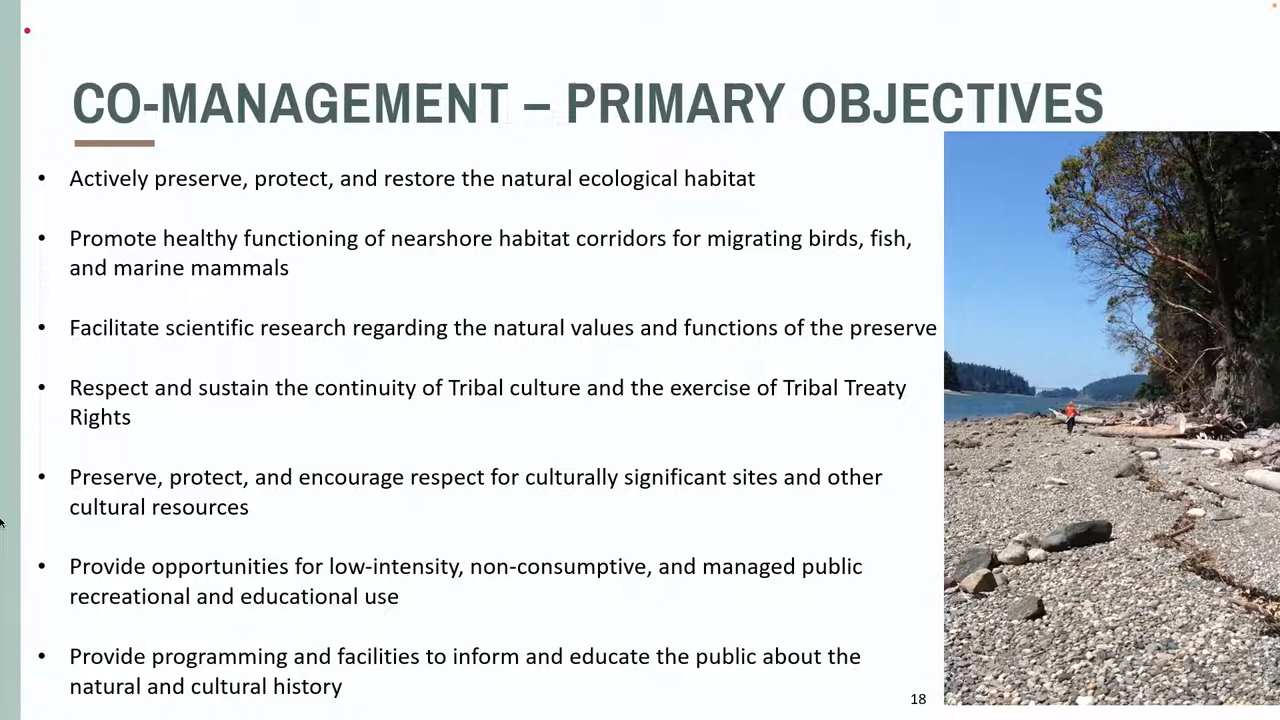 CO-MANAGEMENT – PRIMARY OBJECTIVES
• Actively preserve, protect, and restore the natural ecological habitat
• Promote healthy functioning of nearshore habitat corridors for migrating birds, fish,
and marine mammals
• Facilitate scientific research regarding the natural values and functions of the preserve
• Respect and sustain the continuity of Tribal culture and the exercise of Tribal Treaty
Rights
• Preserve, protect, and encourage respect for culturally significant sites and other
cultural resources
• Provide opportunities for low-intensity, non-consumptive, and managed public
recreational and educational use
• Provide programming and facilities to inform and educate the public about the
natural and cultural history
18